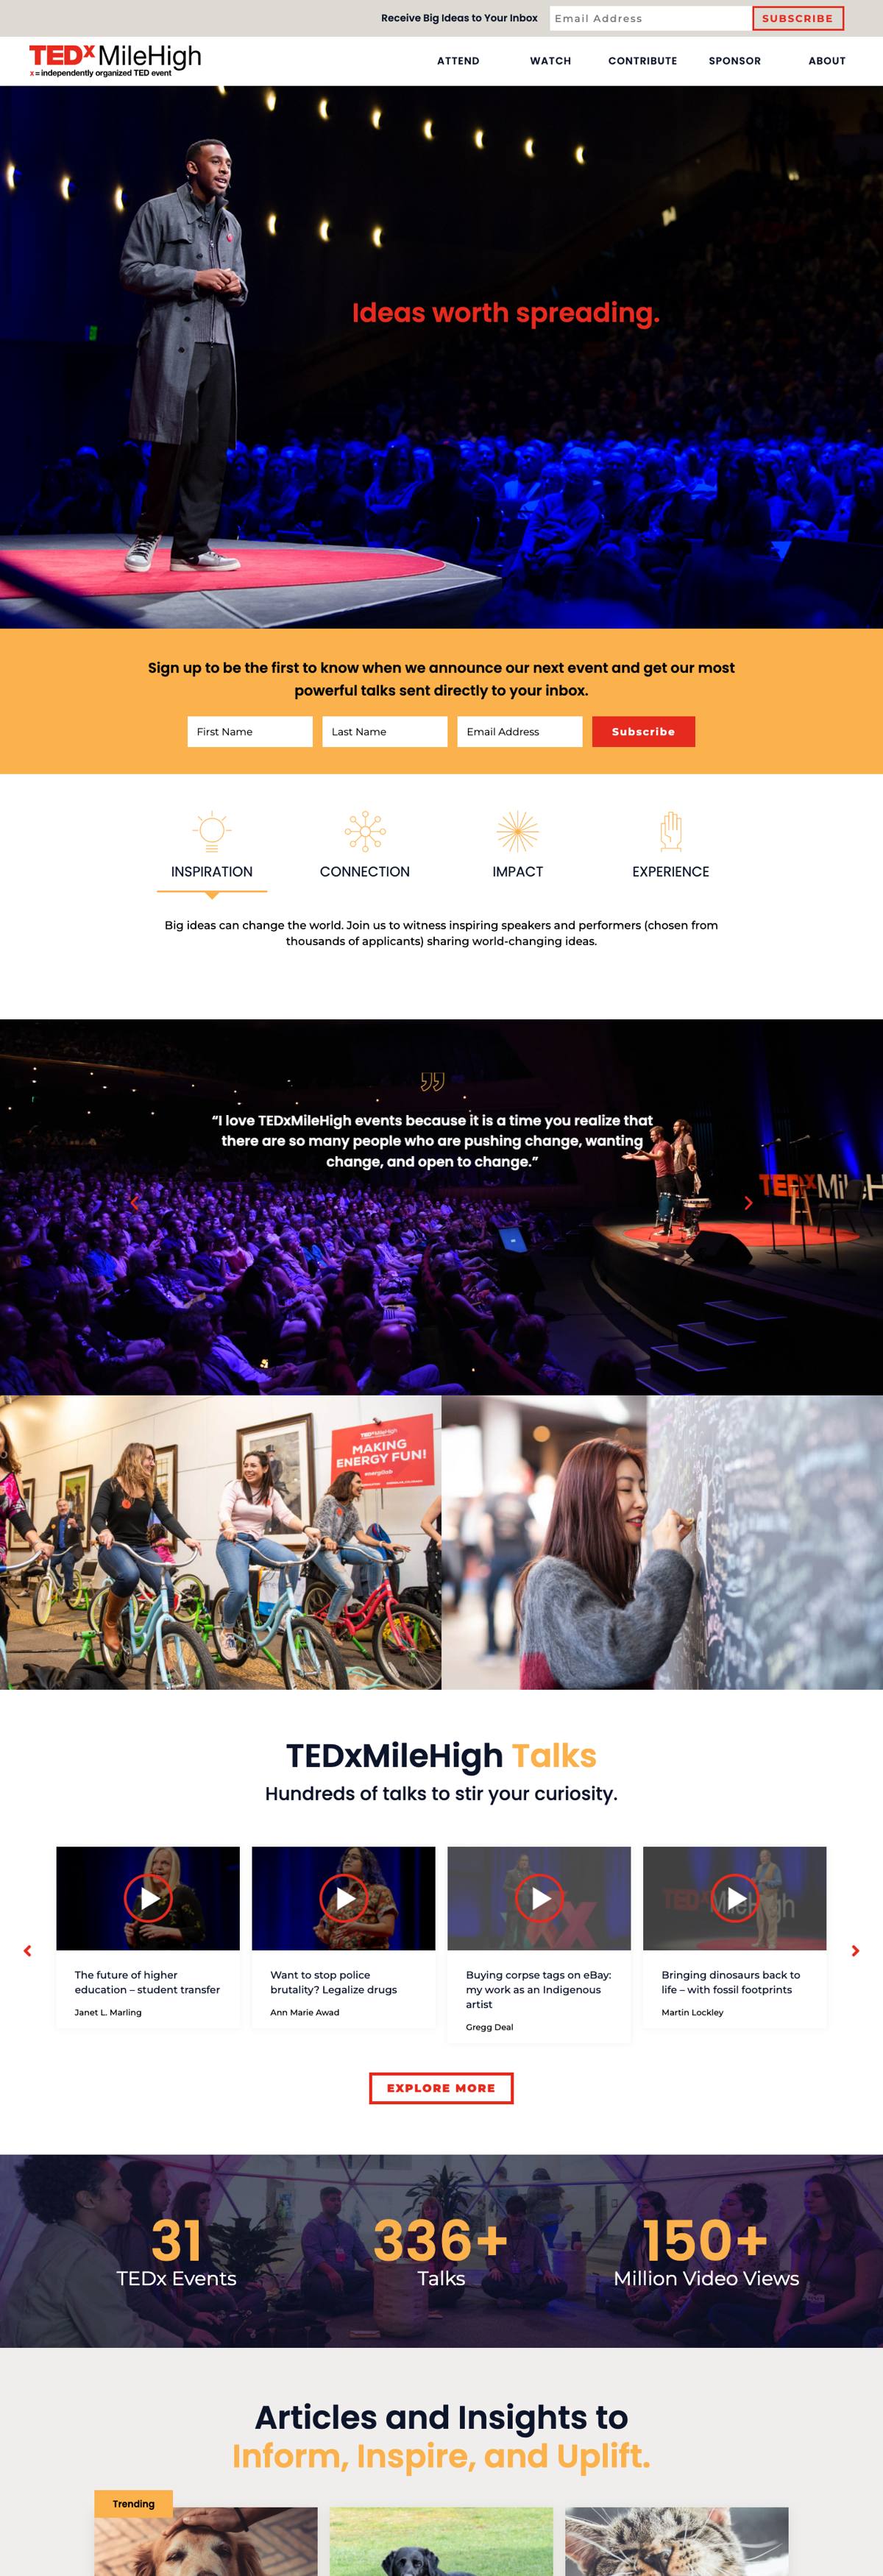 Receive Big Ideas to Your Inbox
Email Address
SUBSCRIBE
TEDxMileHigh
x = independently organized TED event
ATTEND
WATCH
CONTRIBUTE
SPONSOR
ABOUT
Ideas worth spreading.
Sign up to be the first to know when we announce our next event and get our most
powerful talks sent directly to your inbox.
First Name
Last Name
Email Address
Subscribe
INSPIRATION
CONNECTION
IMPACT
EXPERIENCE
Big ideas can change the world. Join us to witness inspiring speakers and performers (chosen from
thousands of applicants) sharing world-changing ideas.
“I love TEDxMileHigh events because it is a time you realize that
there are so many people who are pushing change, wanting
change, and open to change.”
TEDxMileH
TEDxMileHigh
MAKING
ENERGY FUN!
TEDxMileHigh Talks
Hundreds of talks to stir your curiosity.
The future of higher
education – student transfer
Janet L. Marling
Want to stop police
brutality? Legalize drugs
Ann Marie Awad
Buying corpse tags on eBay:
my work as an Indigenous
artist
Gregg Deal
TEDxMileHigh
Bringing dinosaurs back to
life – with fossil footprints
Martin Lockley
EXPLORE MORE
31
TEDx Events
336+
Talks
150+
Million Video Views
Articles and Insights to
Inform, Inspire, and Uplift.
Trending